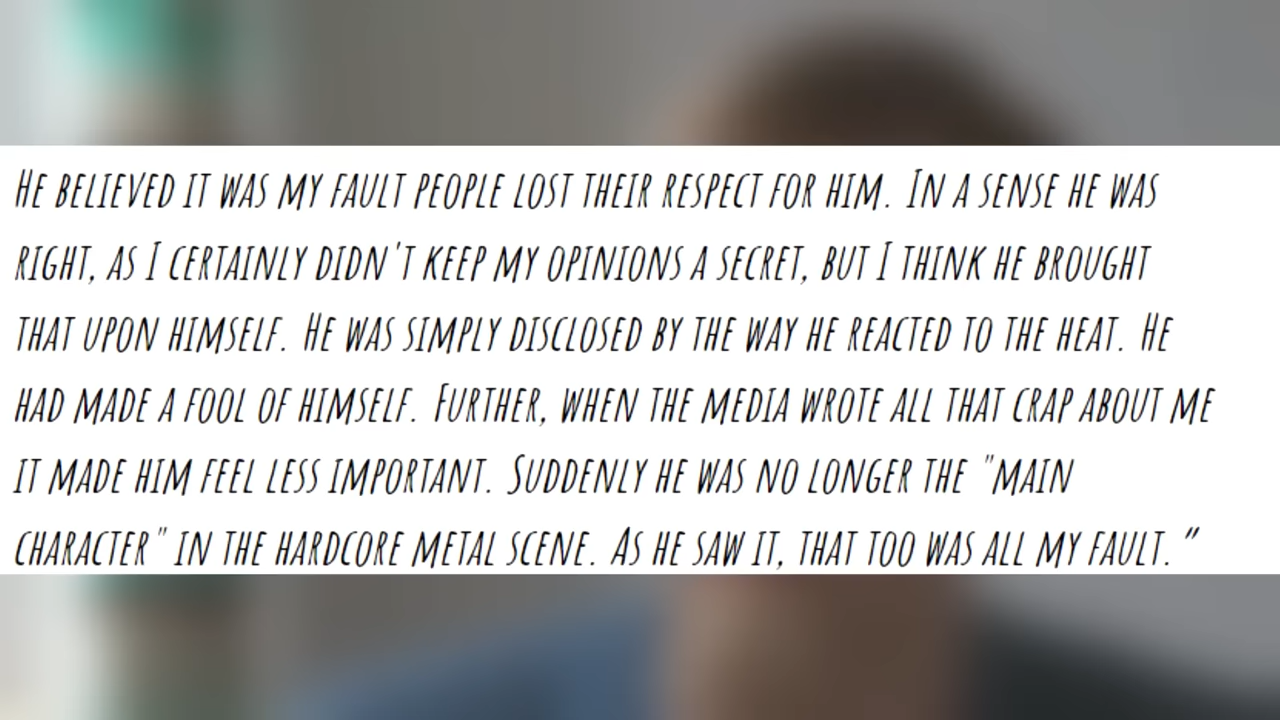 He believed it was my fault people lost their respect for him. In a sense he was
right, as I certainly didn't keep my opinions a secret, but I think he brought
that upon himself. He was simply disclosed by the way he reacted to the heat. He
had made a fool of himself. Further, when the media wrote all that crap about me
it made him feel less important. Suddenly he was no longer the "main
character" in the hardcore metal scene. As he saw it, that too was all my fault.”